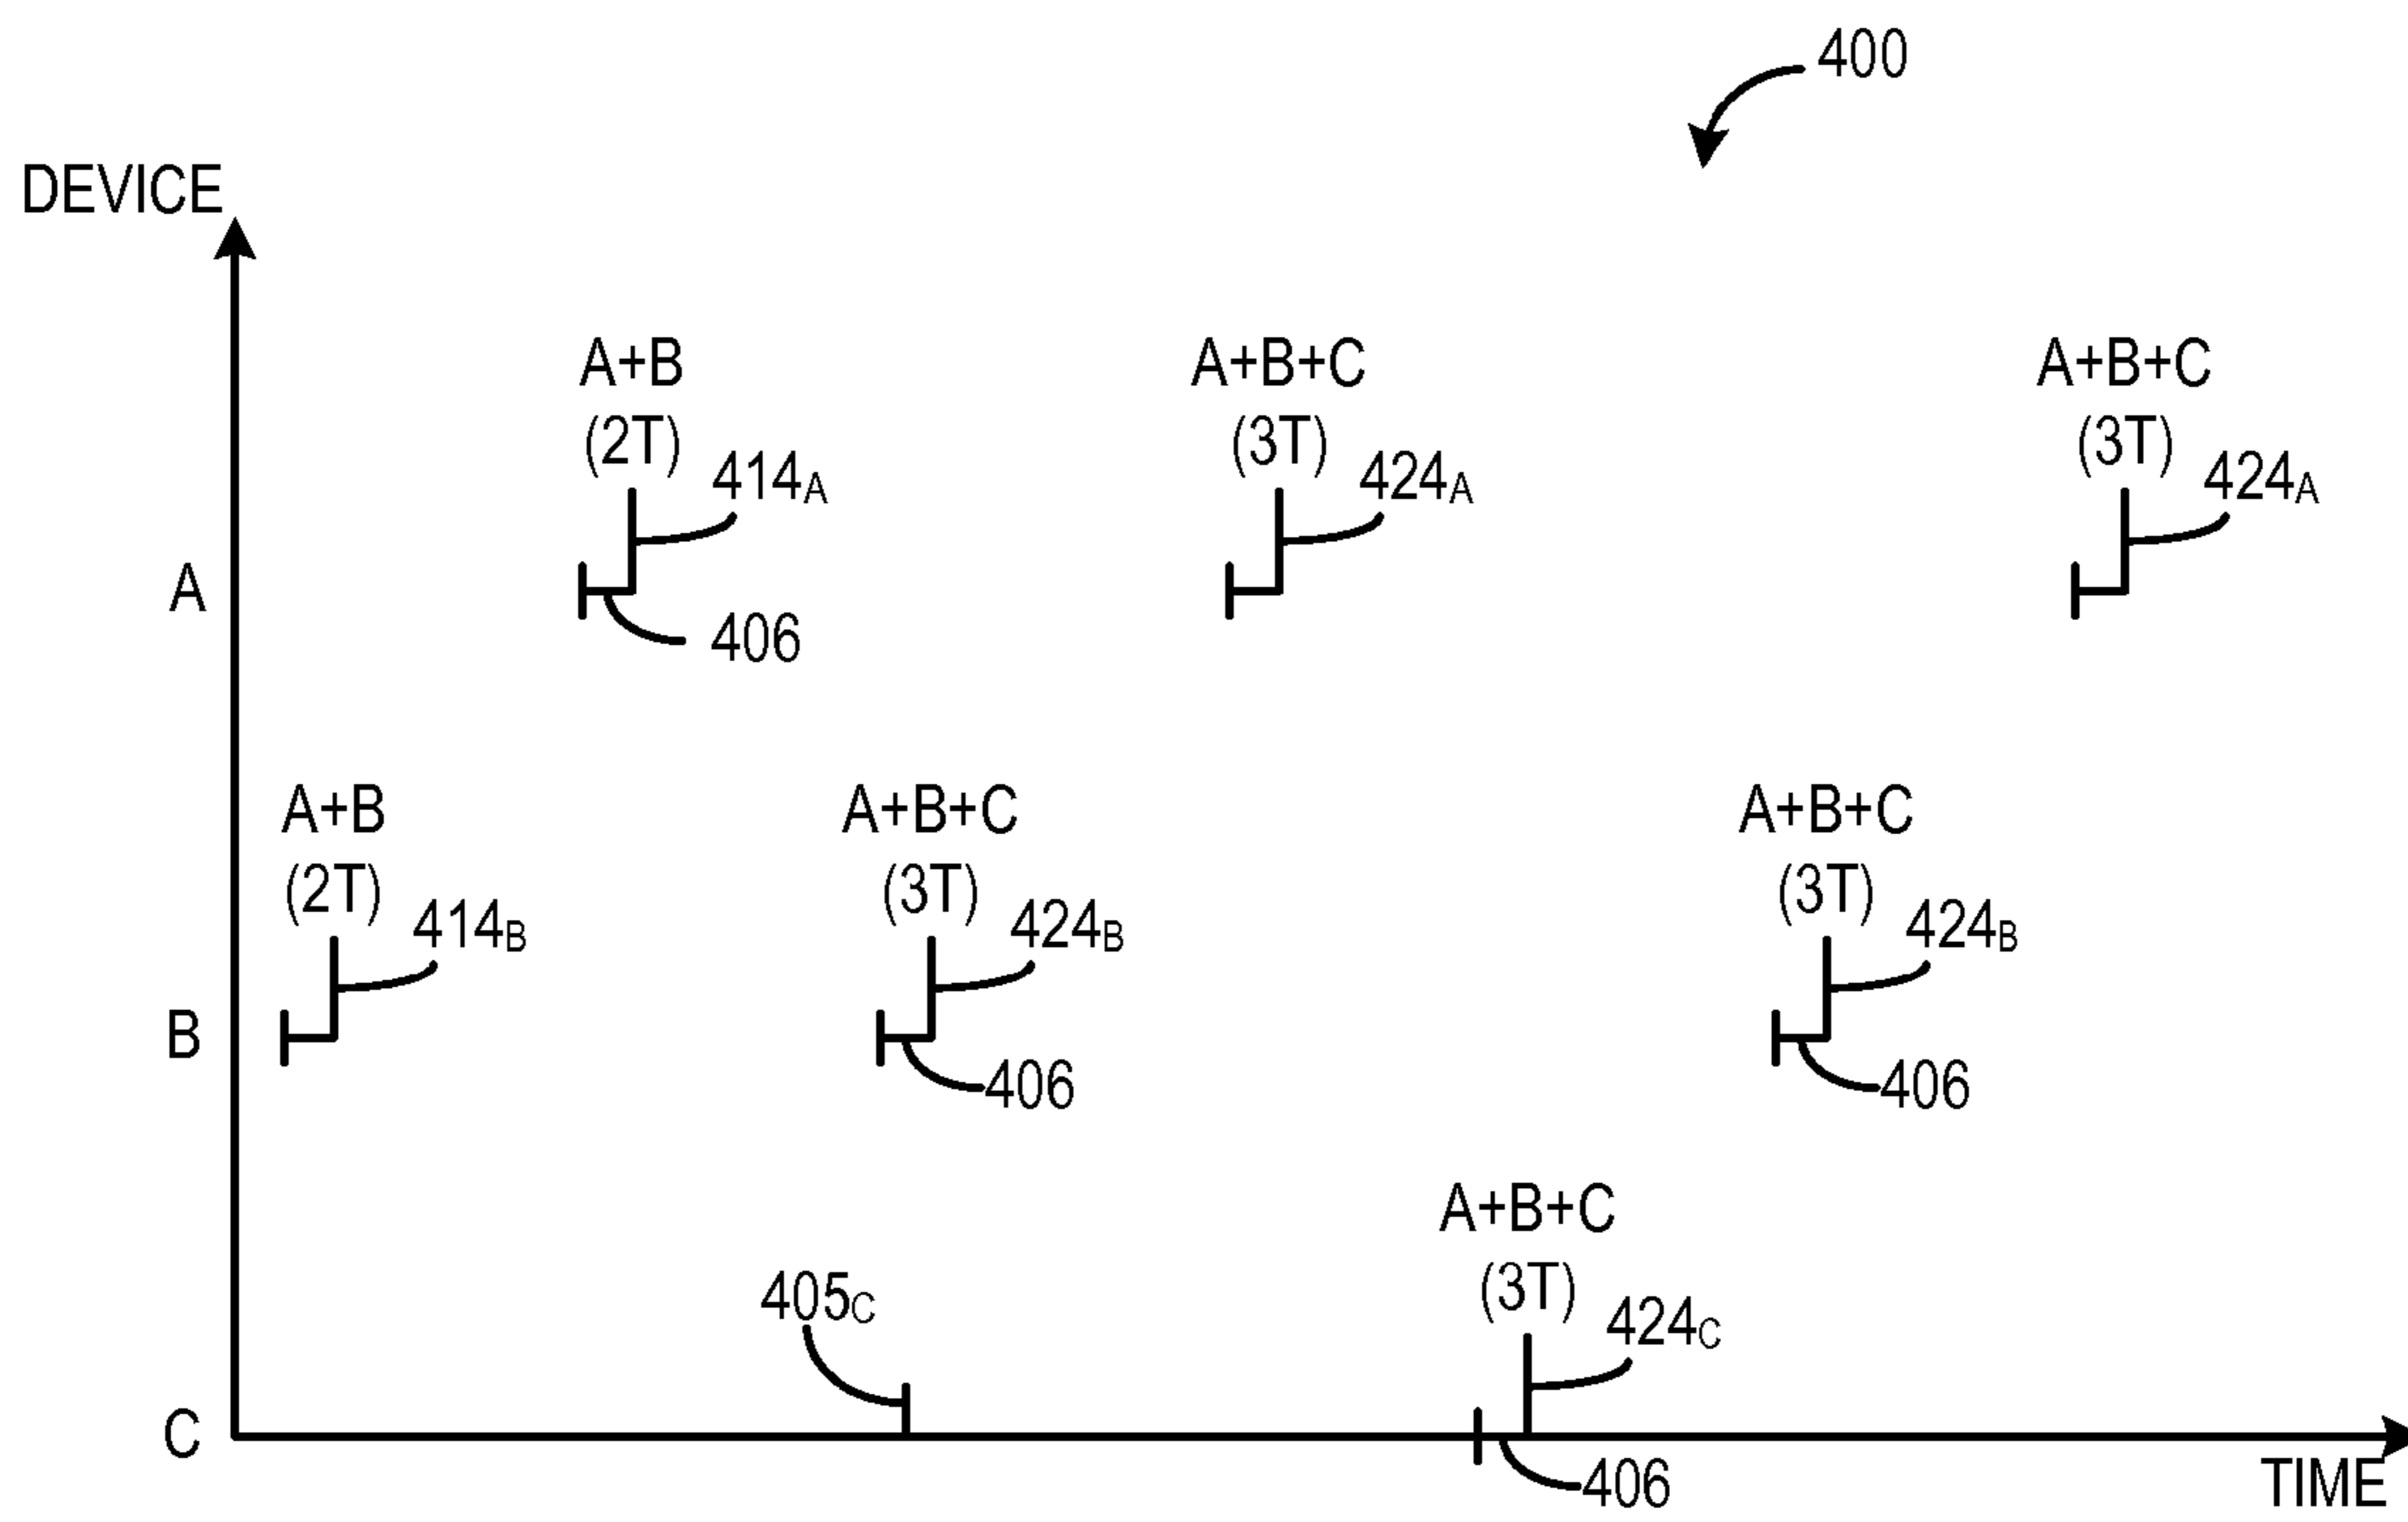 400
DEVICE
A+B
(2T)
414A
406
A+B+C
(3T)
424A
A+B+C
(3T)
424A
A
A+B
(2T)
414B
A+B+C
(3T)
424B
406
A+B+C
(3T)
424B
406
B
A+B+C
(3T)
424C
406
405C
C
TIME